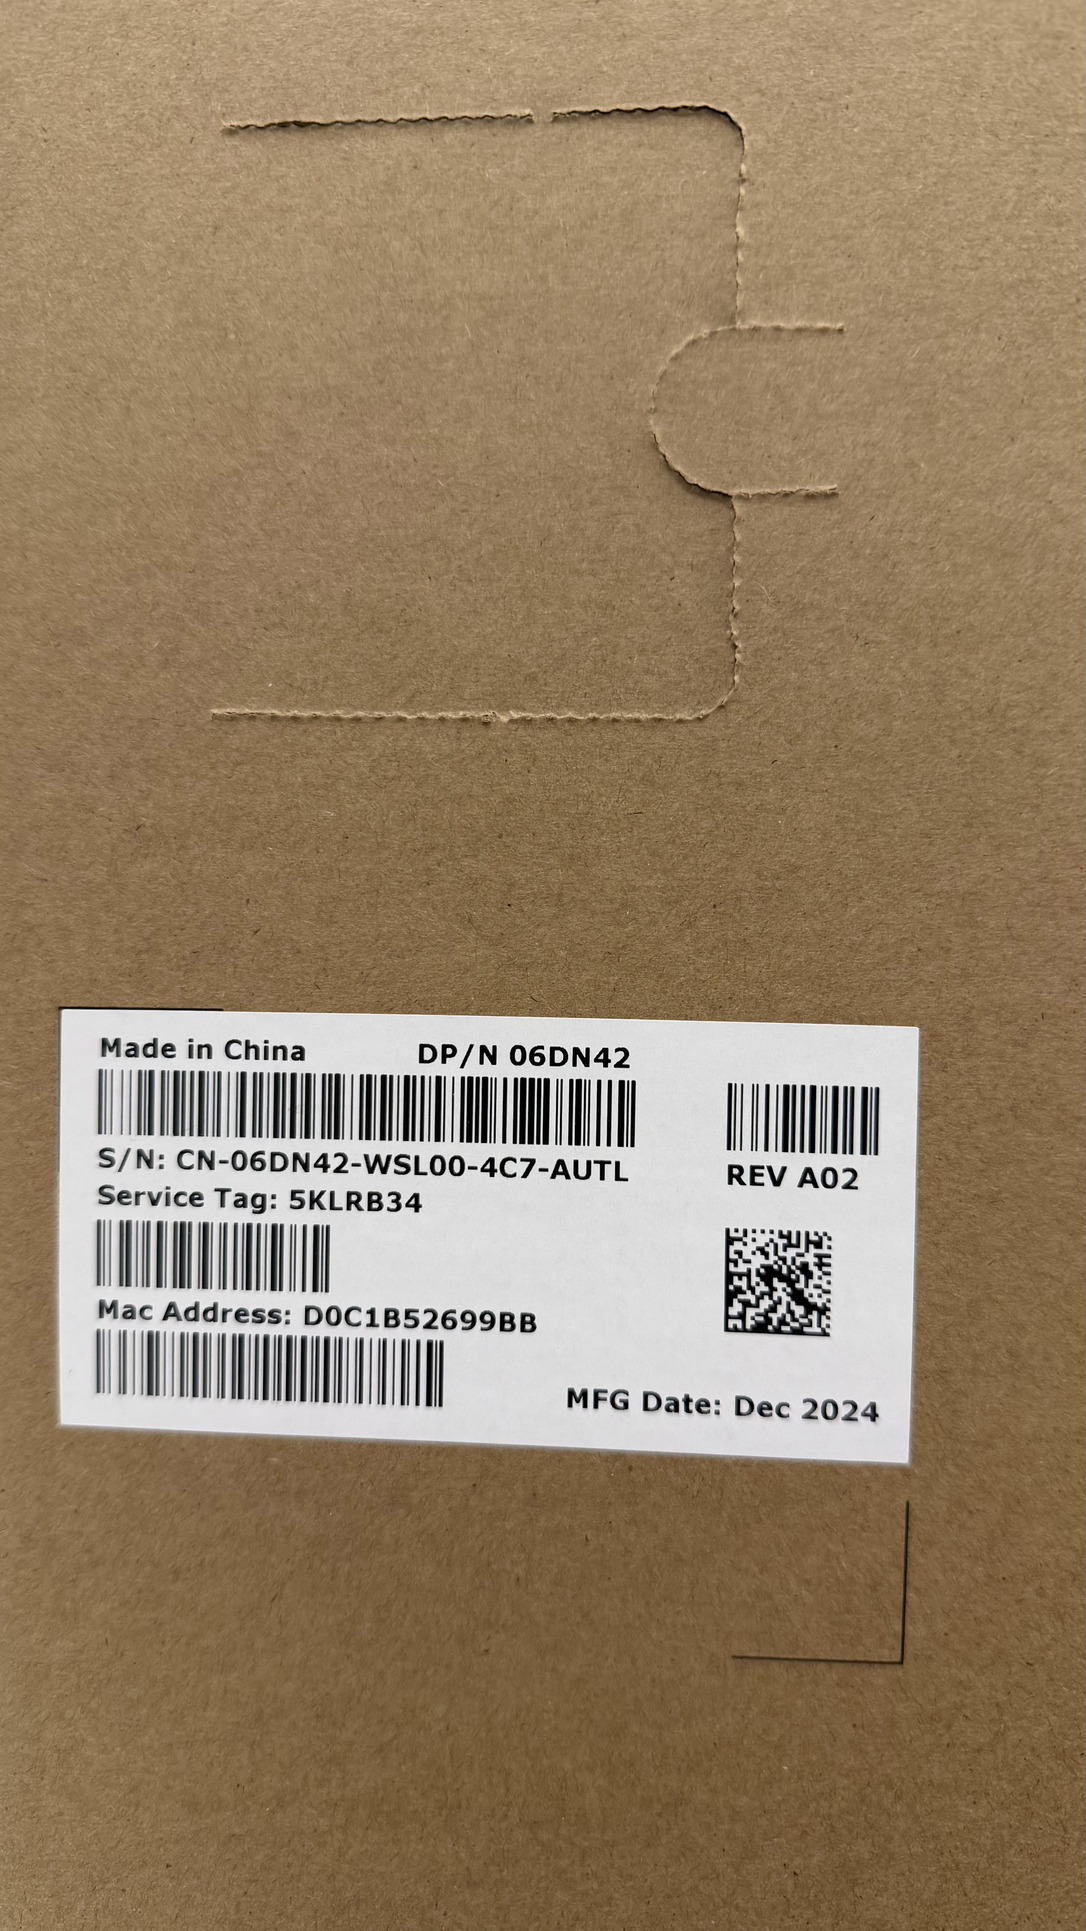 Made in China DP/N 06DN42
S/N: CN-06DN42-WSL00-4C7-AUTL
REV A02
Service Tag: 5KLRB34
Mac Address: D0C1B52699BB
MFG Date: Dec 2024